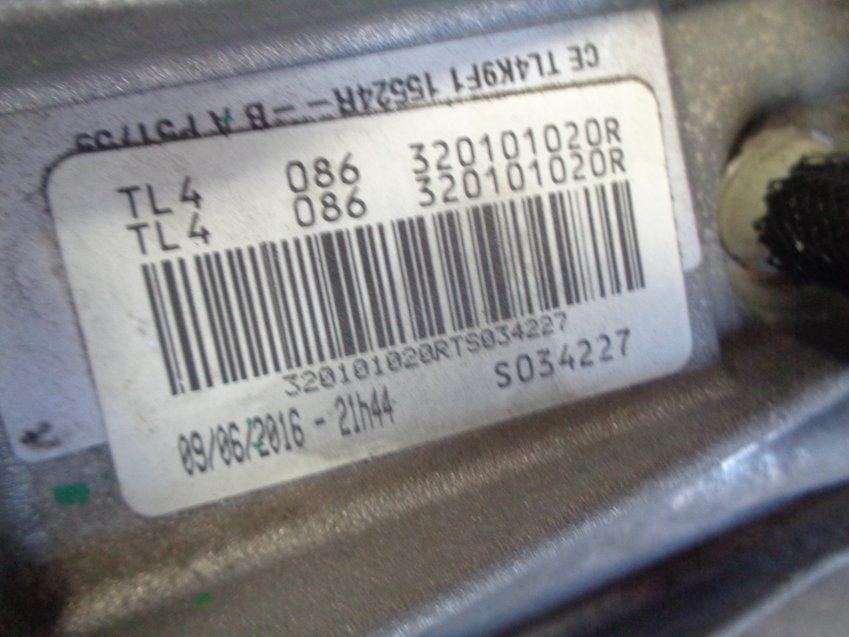 CE TL4K9F1 15524R---B A
TL4 086 320101020R
TL4 086 320101020R
320101020RTS034227
S034227
09/06/2016 - 21h44